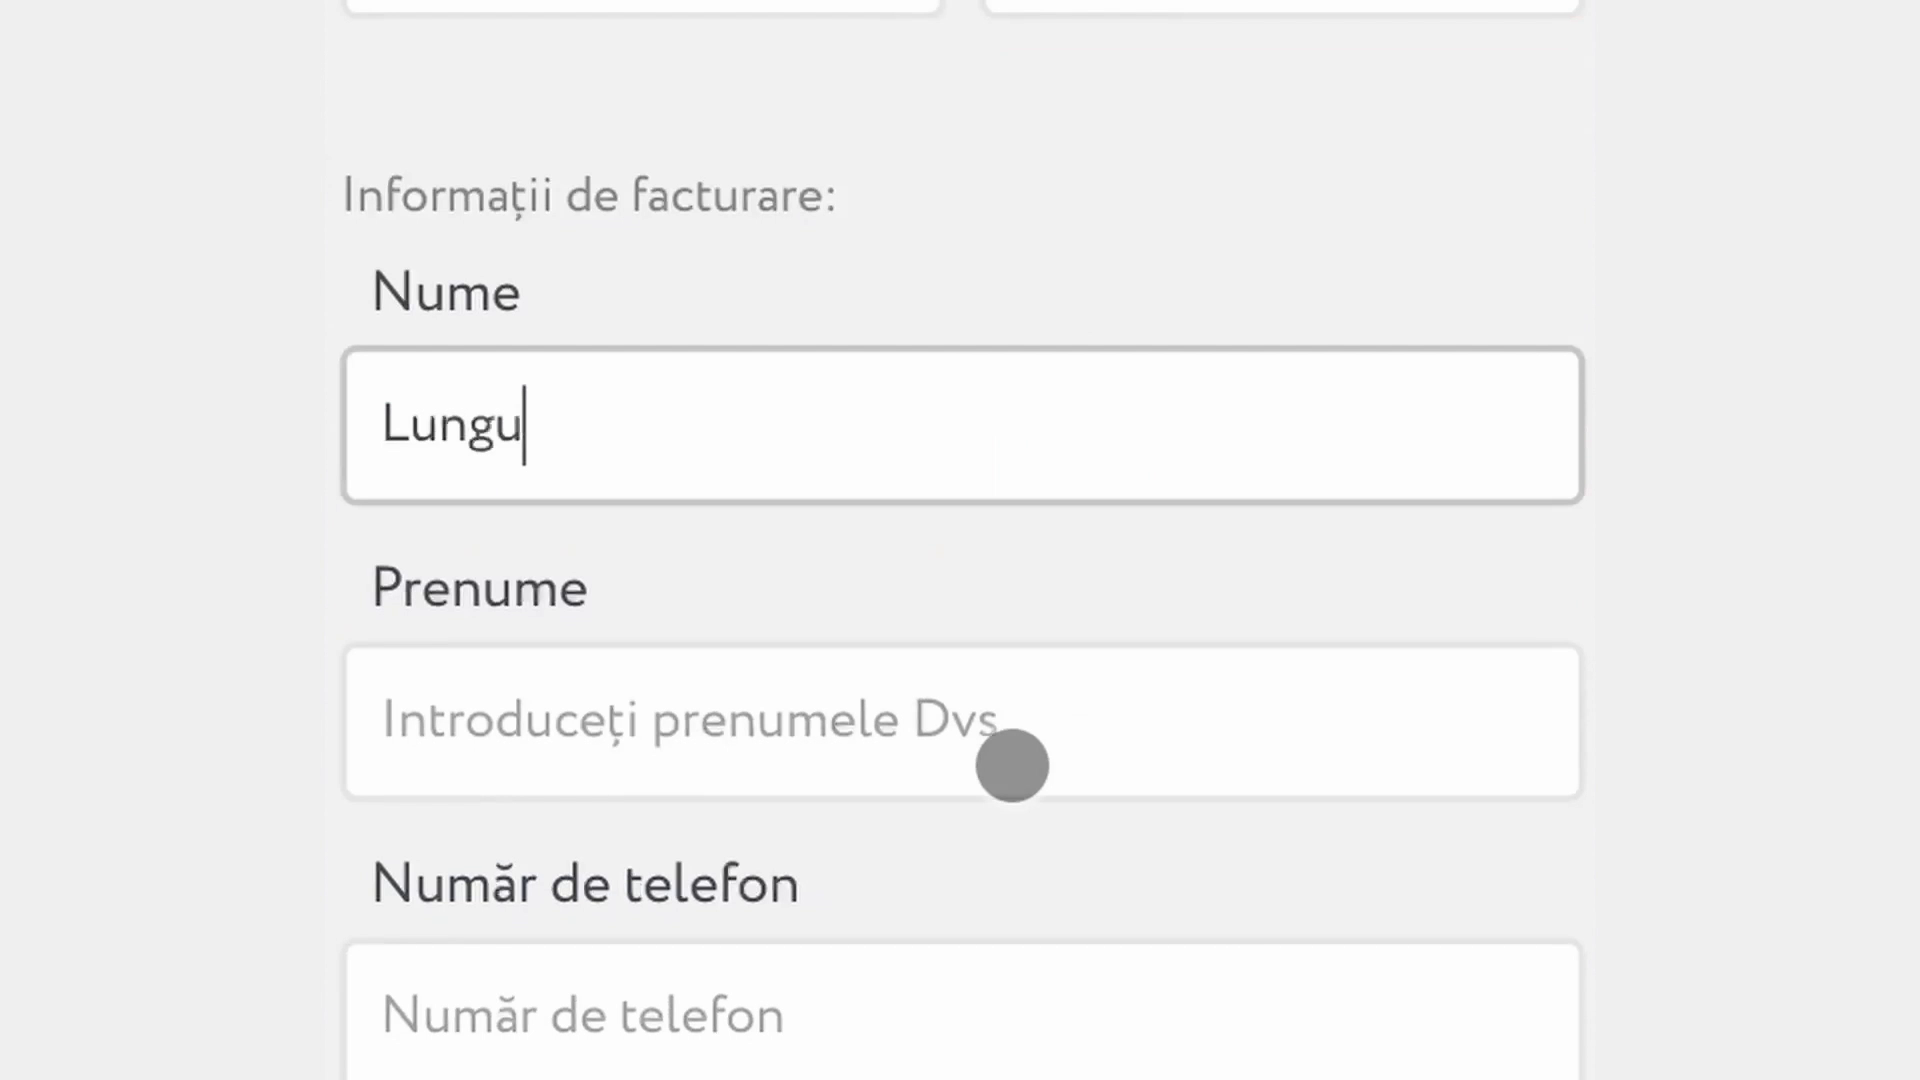 Informații de facturare:
Nume
Lungu
Prenume
Introduceți prenumele Dvs
Număr de telefon
Număr de telefon